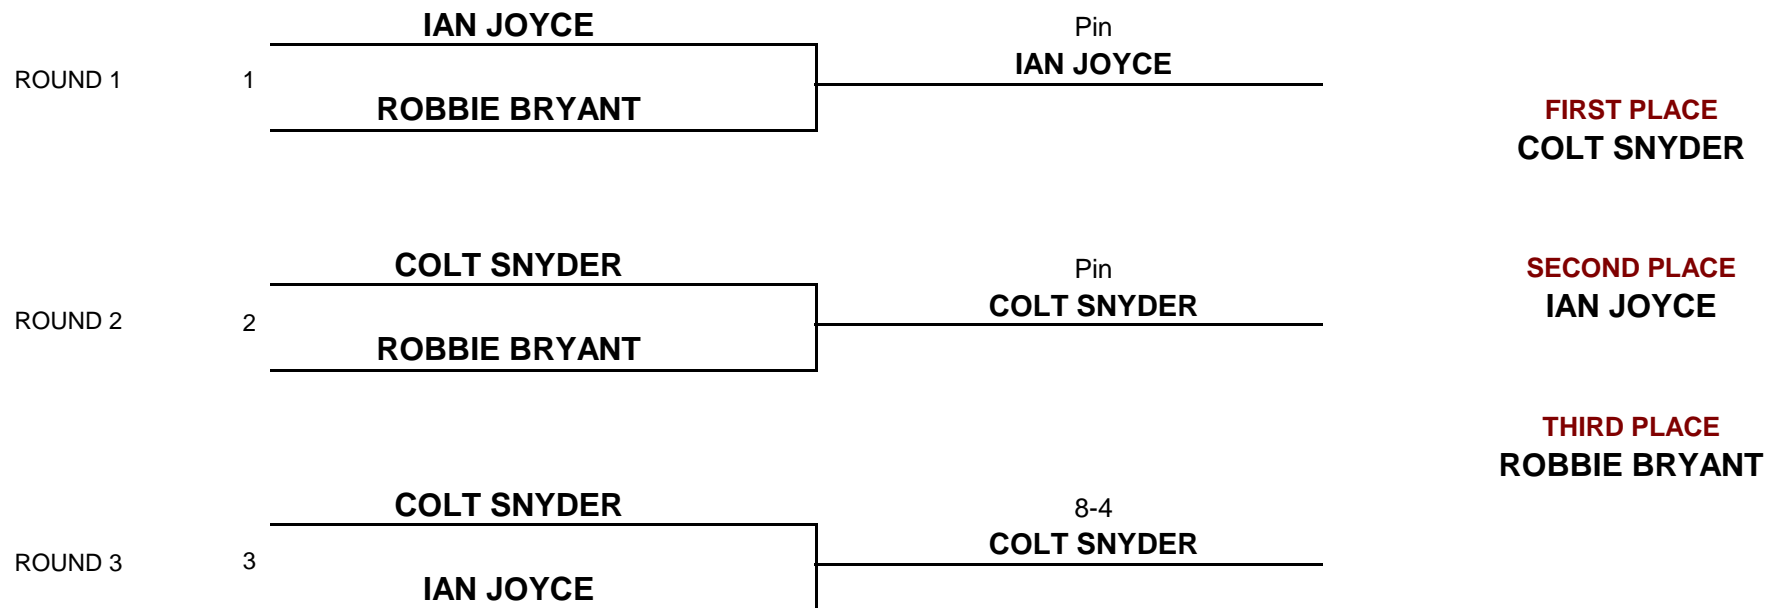 IAN JOYCE
Pin
ROUND 1
1
IAN JOYCE
ROBBIE BRYANT
FIRST PLACE
COLT SNYDER
COLT SNYDER
Pin
SECOND PLACE
ROUND 2
2
COLT SNYDER
IAN JOYCE
ROBBIE BRYANT
THIRD PLACE
ROBBIE BRYANT
COLT SNYDER
8-4
ROUND 3
3
COLT SNYDER
IAN JOYCE